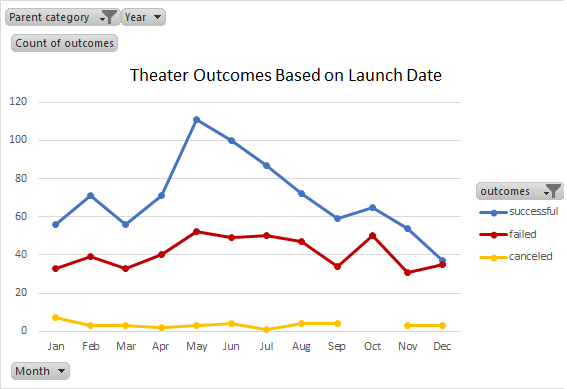 Parent category Year
Count of outcomes
Theater Outcomes Based on Launch Date
120
100
80
60
40
20
0
Jan Feb Mar Apr May Jun Jul Aug Sep Oct Nov Dec
outcomes
successful
failed
canceled
Month